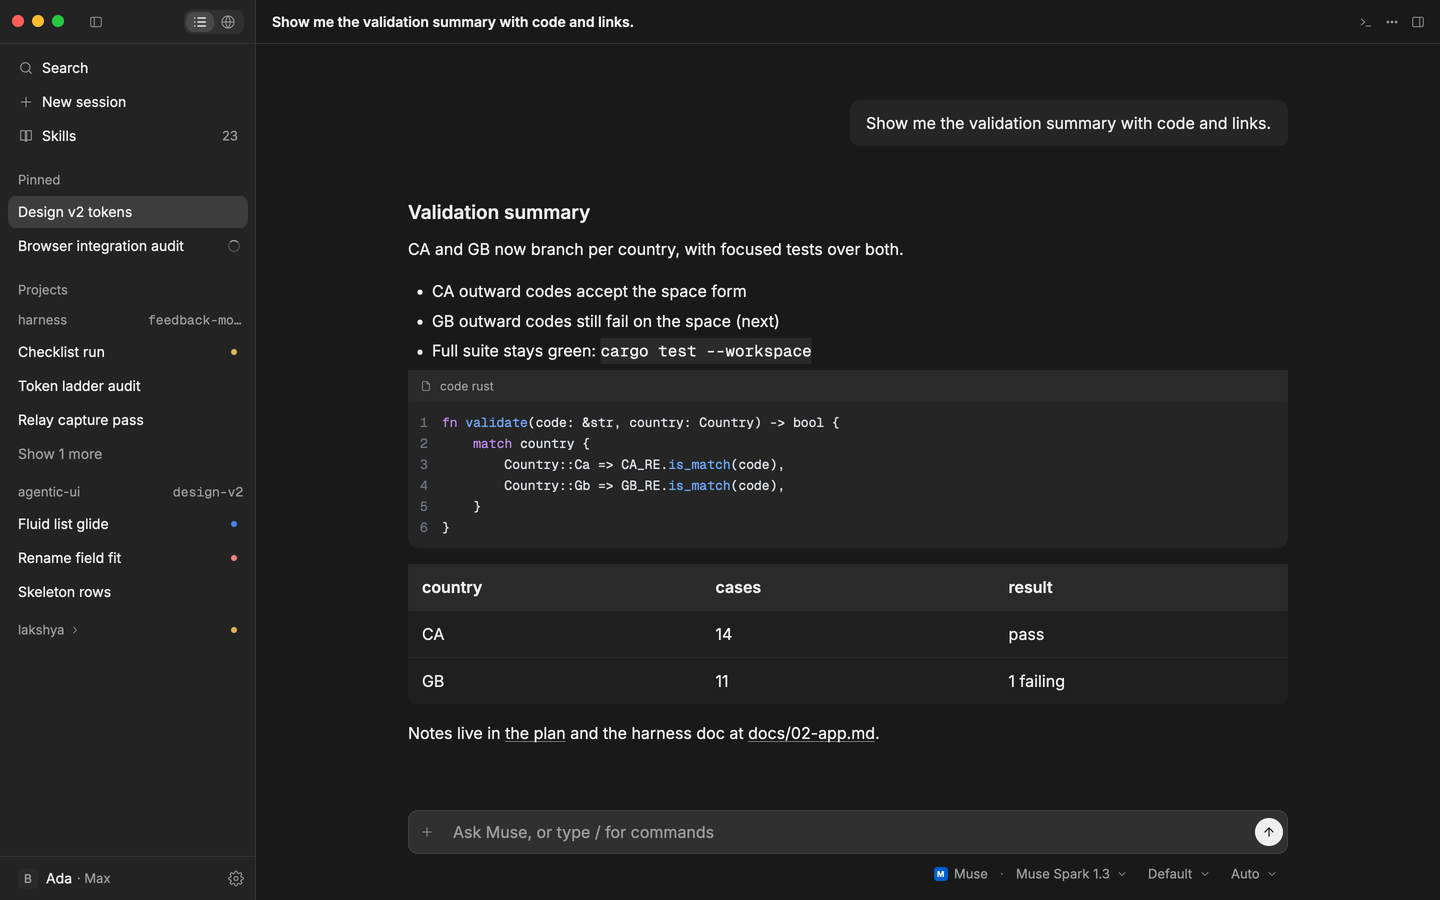 Show me the validation summary with code and links.
Search
New session
Skills 23
Pinned
Design v2 tokens
Browser integration audit
Projects
harness feedback-mo…
Checklist run
Token ladder audit
Relay capture pass
Show 1 more
agentic-ui design-v2
Fluid list glide
Rename field fit
Skeleton rows
lakshya
B Ada · Max
Show me the validation summary with code and links.
Validation summary
CA and GB now branch per country, with focused tests over both.
• CA outward codes accept the space form
• GB outward codes still fail on the space (next)
• Full suite stays green: cargo test --workspace
code rust
1 fn validate(code: &str, country: Country) -> bool {
2     match country {
3         Country::Ca => CA_RE.is_match(code),
4         Country::Gb => GB_RE.is_match(code),
5     }
6 }
country cases result
CA 14 pass
GB 11 1 failing
Notes live in the plan and the harness doc at docs/02-app.md.
Ask Muse, or type / for commands
M Muse · Muse Spark 1.3 Default Auto